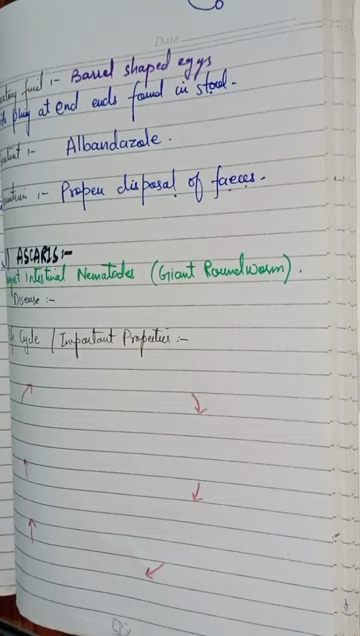 Date
:- Barrel shaped eggs
plug at end ends found in stool.
:- Albandazole.
:- Proper disposal of faeces.
ASCARIS:-
Intestinal Nematodes (Giant Roundworm).
Disease :-
Cycle / Important Properties :-